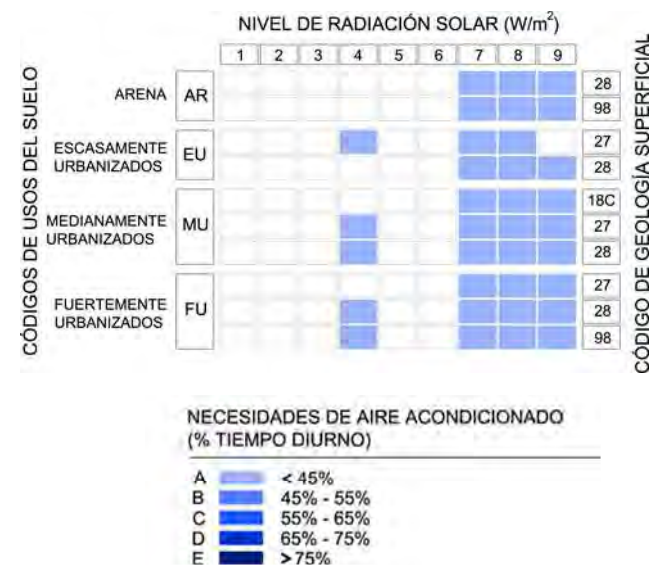 NIVEL DE RADIACIÓN SOLAR (W/m²)
1 2 3 4 5 6 7 8 9
CÓDIGOS DE USOS DEL SUELO
ARENA AR
ESCASAMENTE
URBANIZADOS
EU
MEDIANAMENTE
URBANIZADOS
MU
FUERTEMENTE
URBANIZADOS
FU
28
98
27
28
18C
27
28
27
28
98
CÓDIGO DE GEOLOGÍA SUPERFICIAL
NECESIDADES DE AIRE ACONDICIONADO
(% TIEMPO DIURNO)
A < 45%
B 45% - 55%
C 55% - 65%
D 65% - 75%
E >75%